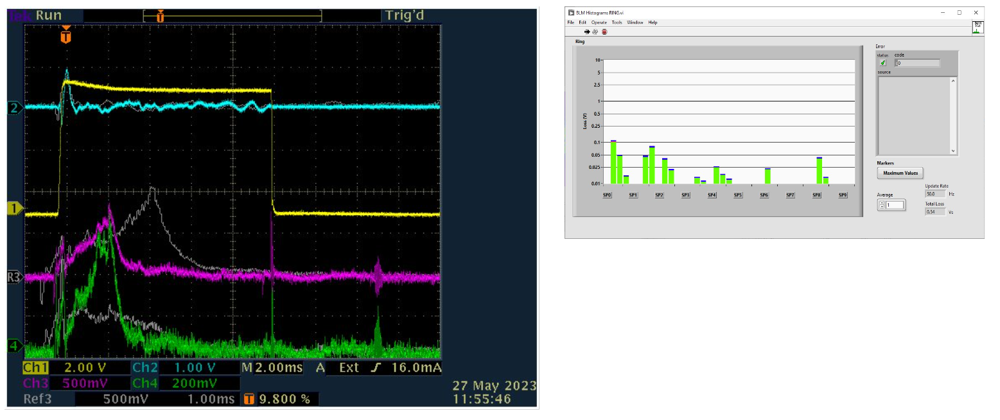 Tek Run Trig'd
T
T
2
1
R3
4
Ch1 2.00 V Ch2 1.00 V M 2.00ms A Ext 16.0mA
Ch3 500mV Ch4 200mV
Ref3 500mV 1.00ms T 9.800 %
27 May 2023
11:55:46
BLM Histograms RING.vi
File Edit Operate Tools Window Help
BLM
Ring
Loss (V)
10
5
2.5
1
0.5
0.25
0.1
0.05
0.025
0.01
SP0 SP1 SP2 SP3 SP4 SP5 SP6 SP7 SP8 SP9
Error
status code
0
source
Markers
Maximum Values
Update Rate
50.0 Hz
Average
1
Total Loss
0.54 Vs